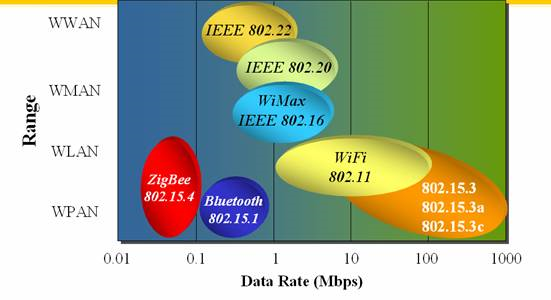 WWAN
IEEE 802.22
IEEE 802.20
WMAN
WiMax
IEEE 802.16
Range
WLAN
WiFi
802.11
ZigBee
802.15.4
Bluetooth
802.15.1
802.15.3
802.15.3a
802.15.3c
WPAN
0.01 0.1 1 10 100 1000
Data Rate (Mbps)